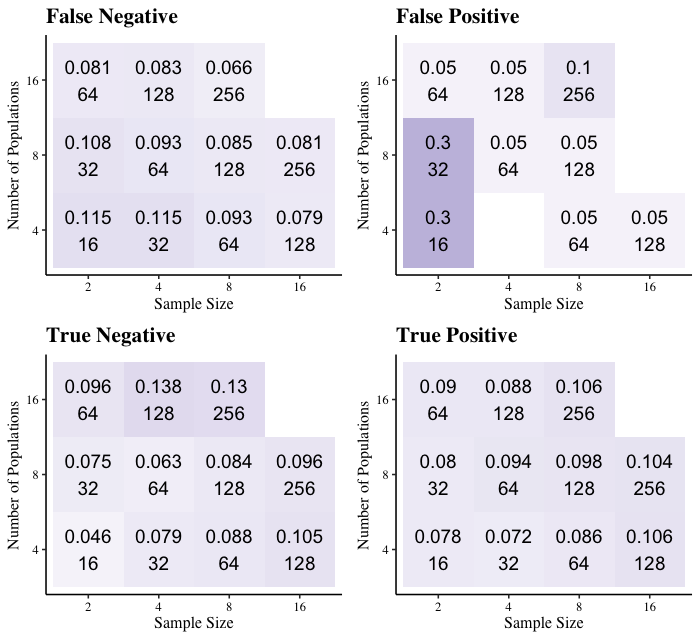 False Negative
Number of Populations
16
0.081 0.083 0.066
64 128 256
8
0.108 0.093 0.085 0.081
32 64 128 256
4
0.115 0.115 0.093 0.079
16 32 64 128
2 4 8 16
Sample Size
False Positive
Number of Populations
16
0.05 0.05 0.1
64 128 256
8
0.3 0.05 0.05
32 64 128
4
0.3 0.05 0.05
16 64 128
2 4 8 16
Sample Size
True Negative
Number of Populations
16
0.096 0.138 0.13
64 128 256
8
0.075 0.063 0.084 0.096
32 64 128 256
4
0.046 0.079 0.088 0.105
16 32 64 128
2 4 8 16
Sample Size
True Positive
Number of Populations
16
0.09 0.088 0.106
64 128 256
8
0.08 0.094 0.098 0.104
32 64 128 256
4
0.078 0.072 0.086 0.106
16 32 64 128
2 4 8 16
Sample Size